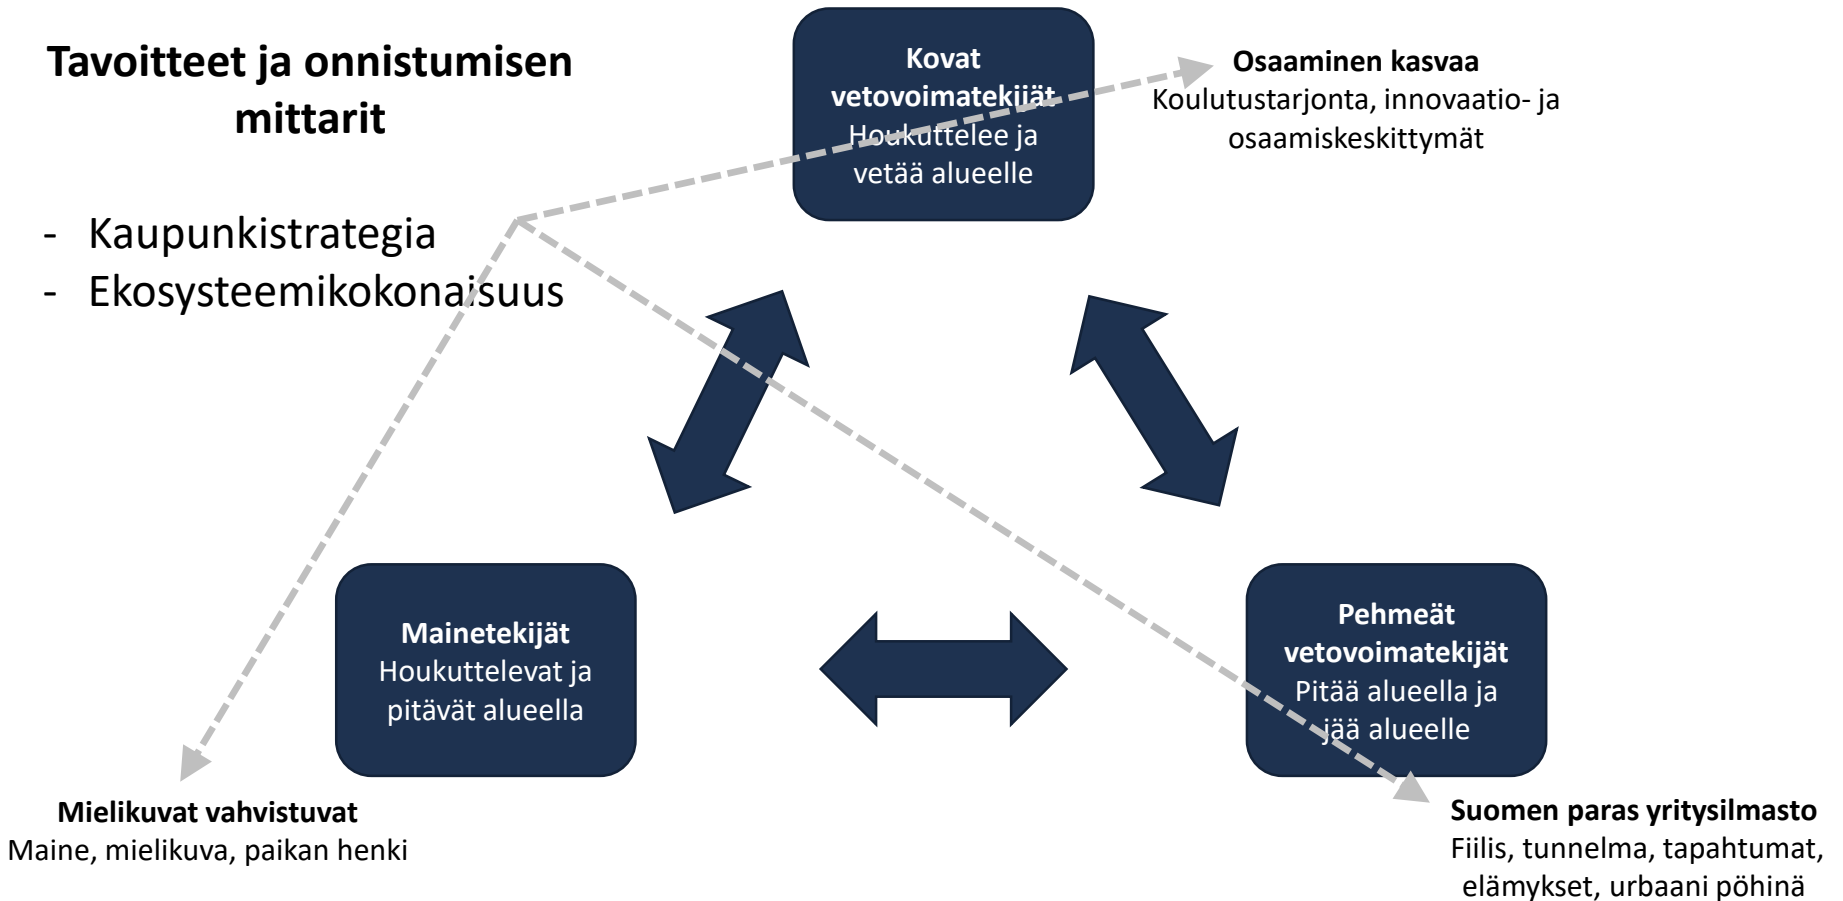 Tavoitteet ja onnistumisen
mittarit
- Kaupunkistrategia
- Ekosysteemikokonaisuus
Kovat
vetovoimatekijät
Houkuttelee ja
vetää alueelle
Osaaminen kasvaa
Koulutustarjonta, innovaatio- ja
osaamiskeskittymät
Mainetekijät
Houkuttelevat ja
pitävät alueella
Pehmeät
vetovoimatekijät
Pitää alueella ja
jää alueelle
Mielikuvat vahvistuvat
Maine, mielikuva, paikan henki
Suomen paras yritysilmasto
Fiilis, tunnelma, tapahtumat,
elämykset, urbaani pöhinä